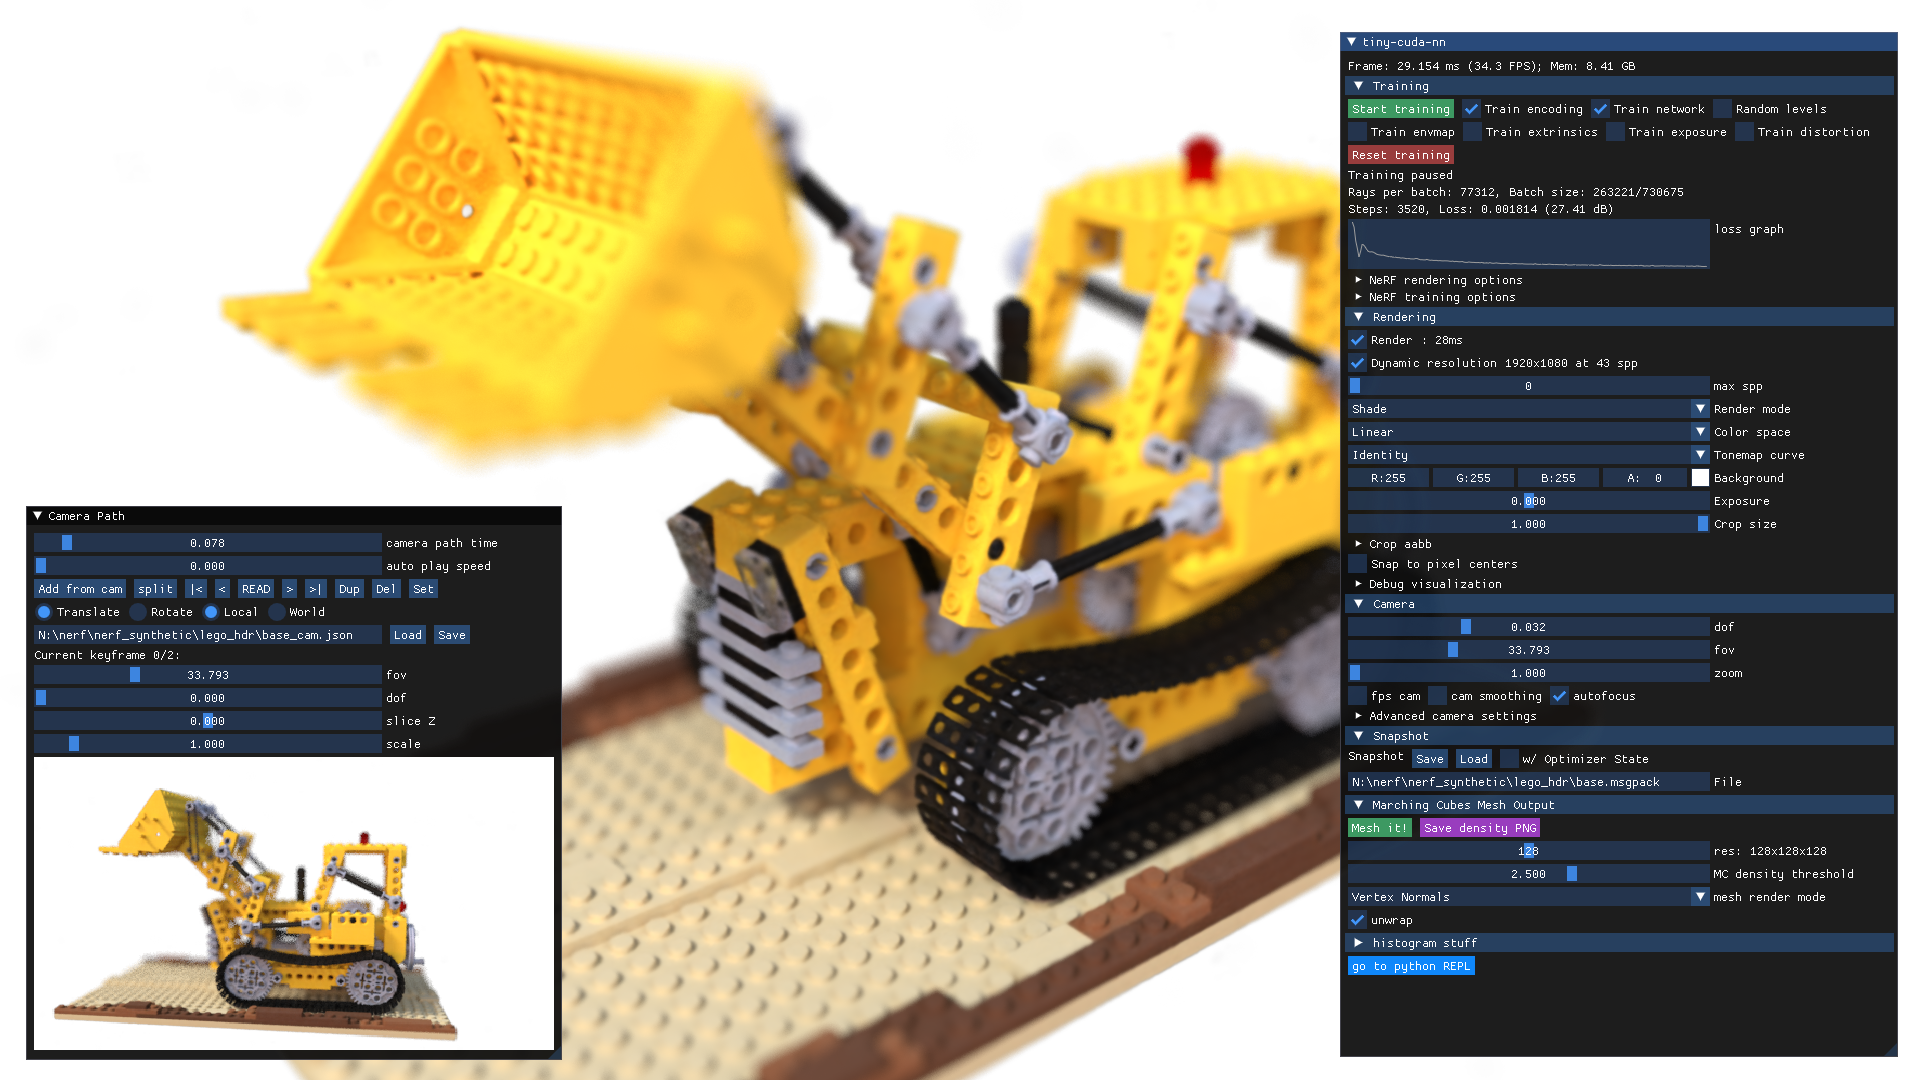 tiny-cuda-nn
Frame: 29.154 ms (34.3 FPS); Mem: 8.41 GB
Training
Start training Train encoding Train network Random levels
Train envmap Train extrinsics Train exposure Train distortion
Reset training
Training paused
Rays per batch: 77312, Batch size: 263221/730675
Steps: 3520, Loss: 0.001814 (27.41 dB)
loss graph
NeRF rendering options
NeRF training options
Rendering
Render : 28ms
Dynamic resolution 1920x1080 at 43 spp
0 max spp
Shade Render mode
Linear Color space
Identity Tonemap curve
R:255 G:255 B:255 A: 0 Background
0.000 Exposure
1.000 Crop size
Crop aabb
Snap to pixel centers
Debug visualization
Camera
0.032 dof
33.793 fov
1.000 zoom
fps cam cam smoothing autofocus
Advanced camera settings
Snapshot
Snapshot Save Load w/ Optimizer State
N:\nerf\nerf_synthetic\lego_hdr\base.msgpack File
Marching Cubes Mesh Output
Mesh it! Save density PNG
128 res: 128x128x128
2.500 MC density threshold
Vertex Normals mesh render mode
unwrap
histogram stuff
go to python REPL
Camera Path
0.078 camera path time
0.000 auto play speed
Add from cam split |< < READ > >| Dup Del Set
Translate Rotate Local World
N:\nerf\nerf_synthetic\lego_hdr\base_cam.json Load Save
Current keyframe 0/2:
33.793 fov
0.000 dof
0.000 slice Z
1.000 scale